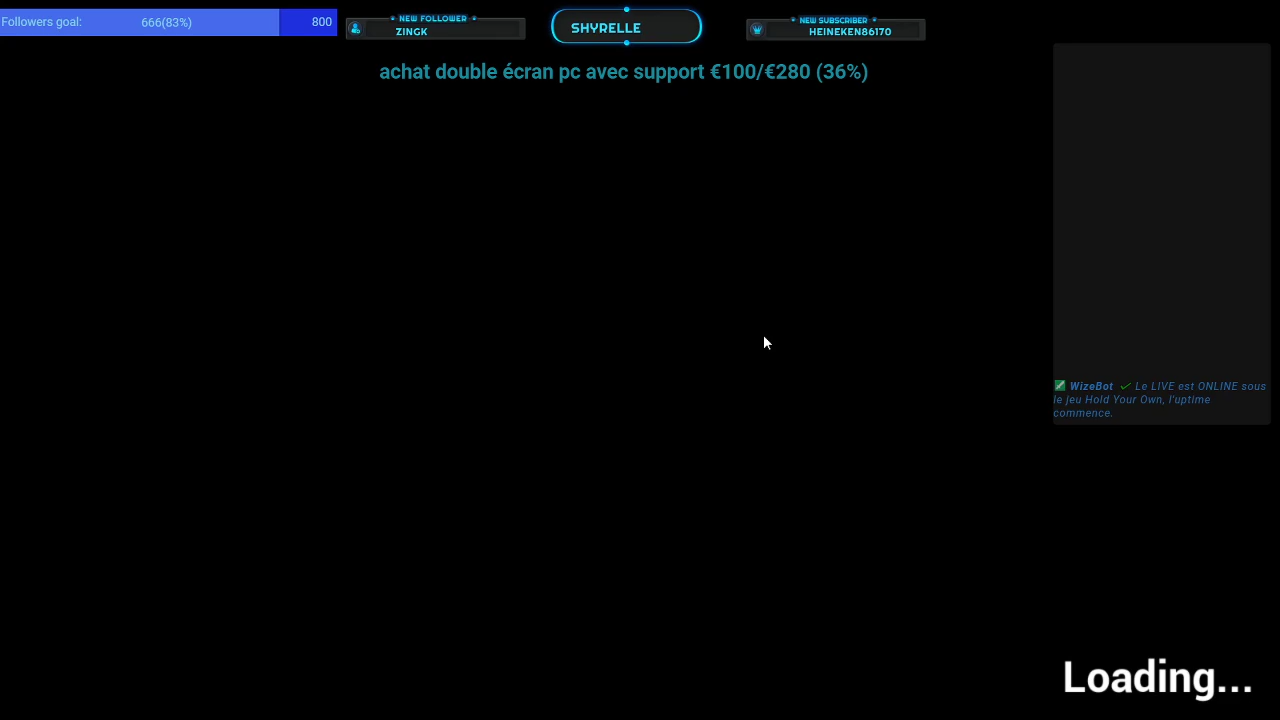 Followers goal: 666(83%) 800
NEW FOLLOWER
ZINGK
SHYRELLE
NEW SUBSCRIBER
HEINEKEN86170
achat double écran pc avec support €100/€280 (36%)
WizeBot ✓ Le LIVE est ONLINE sous
le jeu Hold Your Own, l'uptime
commence.
Loading...